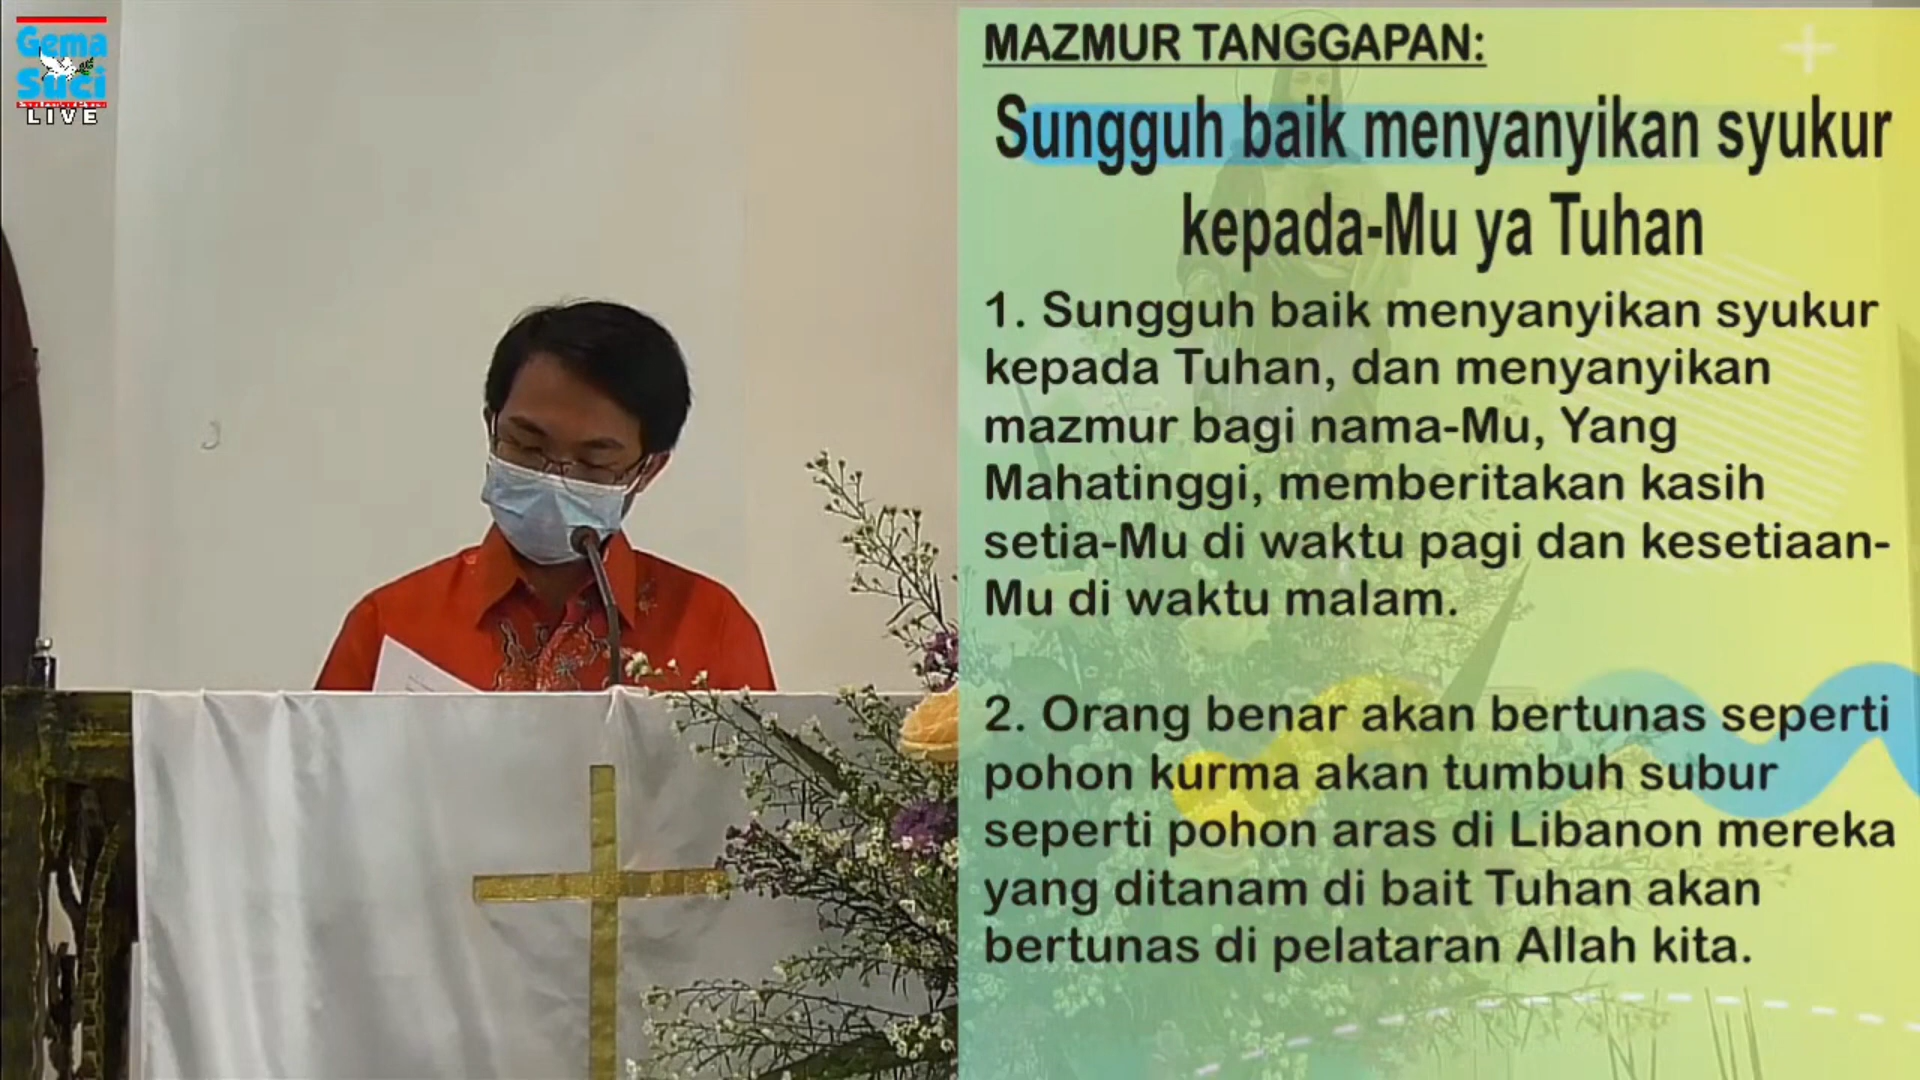 Gema
Suci
LIVE
MAZMUR TANGGAPAN:
Sungguh baik menyanyikan syukur
kepada-Mu ya Tuhan
1. Sungguh baik menyanyikan syukur
kepada Tuhan, dan menyanyikan
mazmur bagi nama-Mu, Yang
Mahatinggi, memberitakan kasih
setia-Mu di waktu pagi dan kesetiaan-
Mu di waktu malam.
2. Orang benar akan bertunas seperti
pohon kurma akan tumbuh subur
seperti pohon aras di Libanon mereka
yang ditanam di bait Tuhan akan
bertunas di pelataran Allah kita.